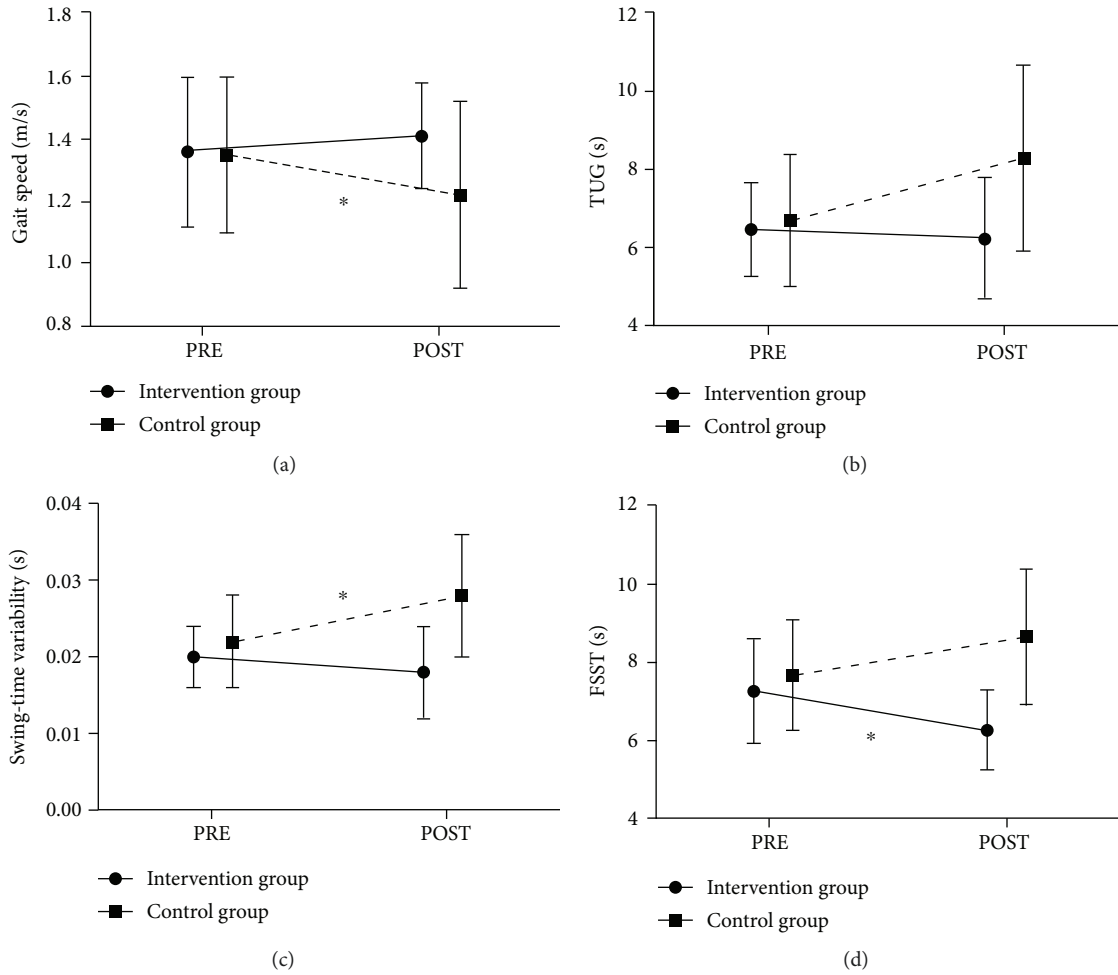 1.8
1.6
1.4
1.2
1.0
0.8
Gait speed (m/s)
*
PRE
POST
Intervention group
Control group
(a)
12
10
8
6
4
TUG (s)
PRE
POST
Intervention group
Control group
(b)
0.04
0.03
0.02
0.01
0.00
Swing-time variability (s)
*
PRE
POST
Intervention group
Control group
(c)
12
10
8
6
4
FSST (s)
*
PRE
POST
Intervention group
Control group
(d)